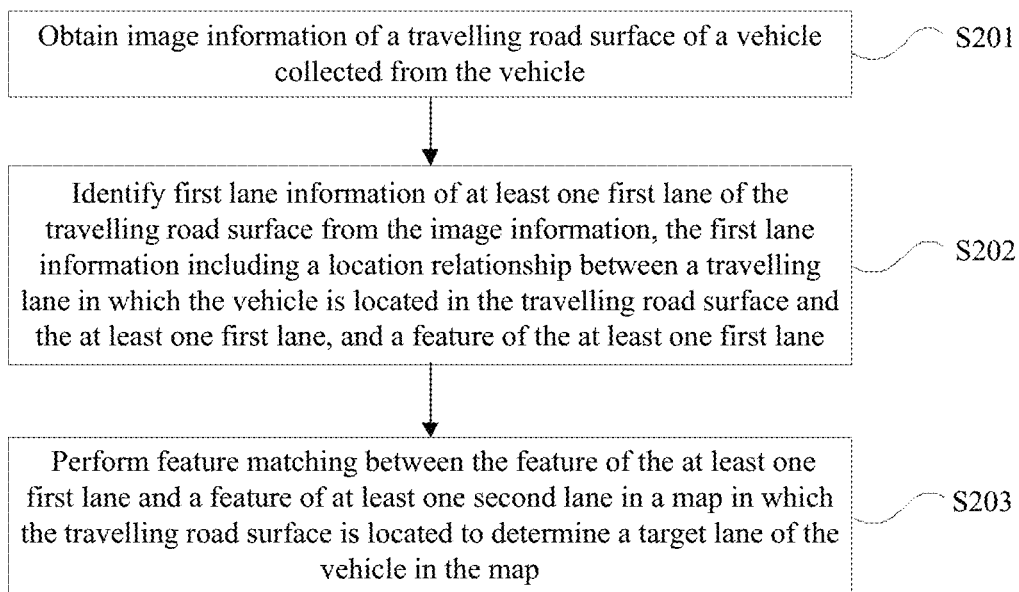 Obtain image information of a travelling road surface of a vehicle
collected from the vehicle
S201
Identify first lane information of at least one first lane of the
travelling road surface from the image information, the first lane
information including a location relationship between a travelling
lane in which the vehicle is located in the travelling road surface and
the at least one first lane, and a feature of the at least one first lane
S202
Perform feature matching between the feature of the at least one
first lane and a feature of at least one second lane in a map in which
the travelling road surface is located to determine a target lane of the
vehicle in the map
S203